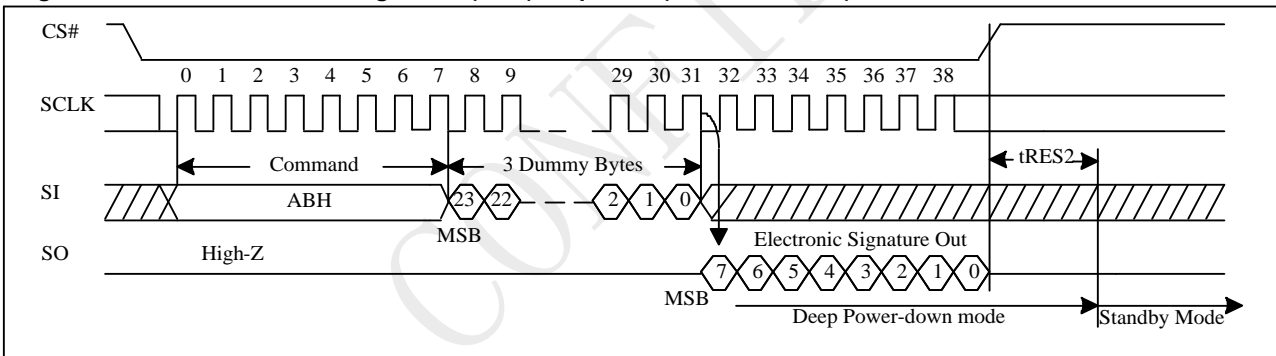 CS#
0 1 2 3 4 5 6 7 8 9 29 30 31 32 33 34 35 36 37 38
SCLK
Command 3 Dummy Bytes tRES2
SI
ABH 23 22 2 1 0
MSB
SO High-Z Electronic Signature Out
7 6 5 4 3 2 1 0
MSB
Deep Power-down mode Standby Mode